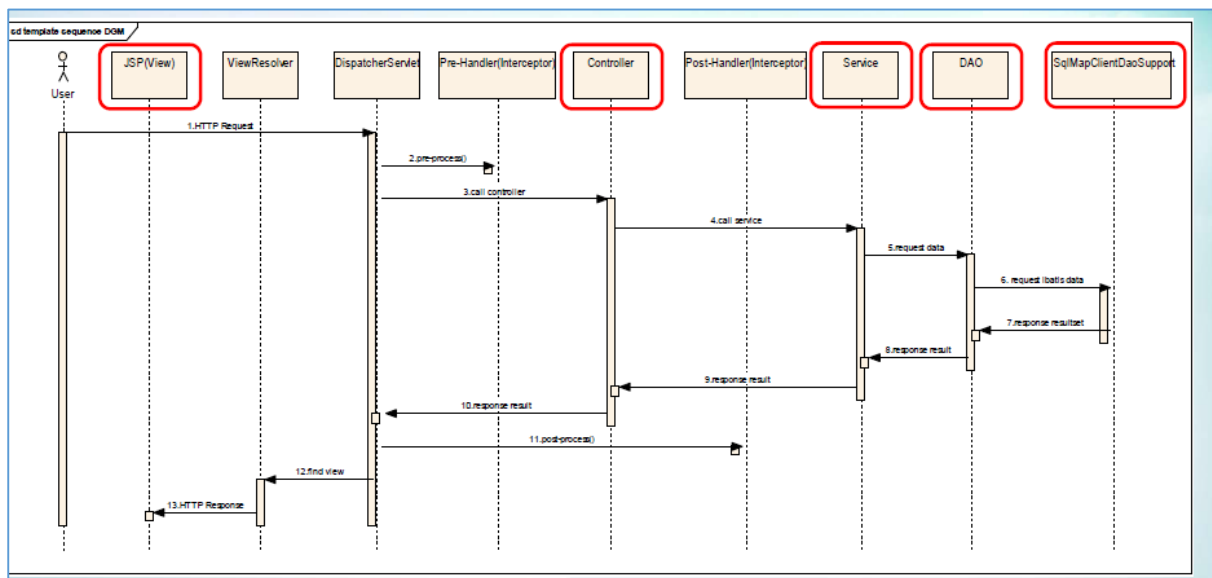 sd template sequence DGM
User
JSP(View)
ViewResolver
DispatcherServlet
Pre-Handler(Interceptor)
Controller
Post-Handler(Interceptor)
Service
DAO
SqlMapClientDaoSupport
1.HTTP Request
2.pre-process()
3.call controller
4.call service
5.request data
6. request ibatis data
7.response resultset
8.response result
9.response result
10.response result
11.post-process()
12.find view
13.HTTP Response